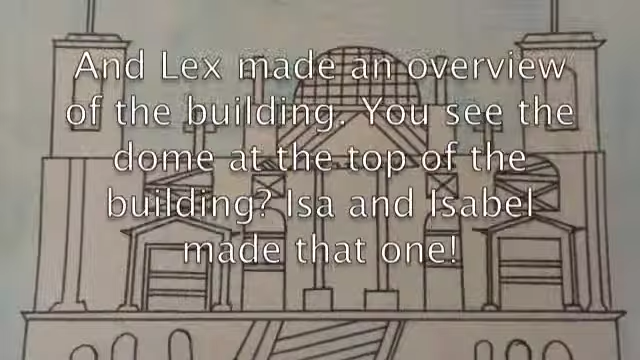 And Lex made an overview
of the building. You see the
dome at the top of the
building? Isa and Isabel
made that one!